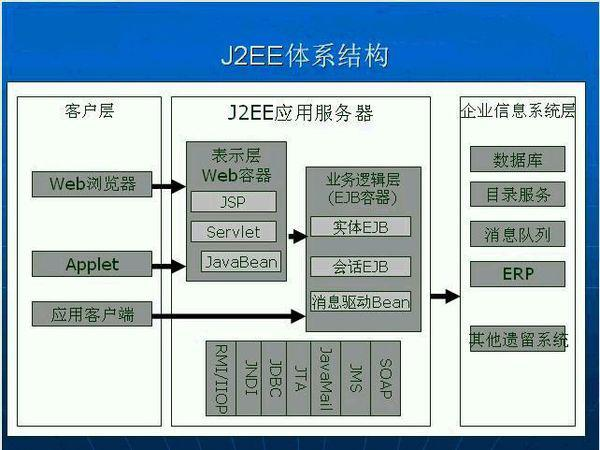 J2EE体系结构
客户层
Web浏览器
Applet
应用客户端
J2EE应用服务器
表示层
Web容器
JSP
Servlet
JavaBean
业务逻辑层
(EJB容器)
实体EJB
会话EJB
消息驱动Bean
RMI/IIOP
JNDI
JDBC
JTA
JavaMail
JMS
SOAP
企业信息系统层
数据库
目录服务
消息队列
ERP
其他遗留系统